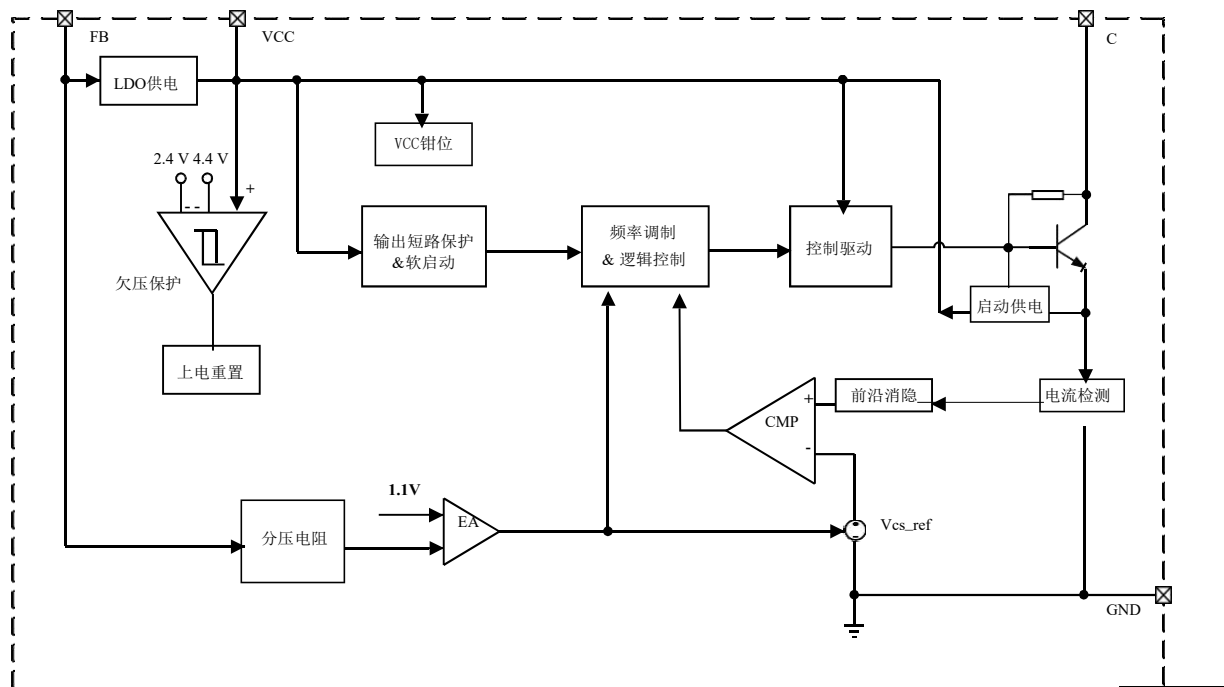 FB
VCC
C
LDO供电
VCC钳位
2.4 V 4.4 V
+
- -
欠压保护
上电重置
输出短路保护
&软启动
频率调制
& 逻辑控制
控制驱动
启动供电
前沿消隐
电流检测
+
CMP
-
1.1V
EA
分压电阻
Vcs_ref
GND